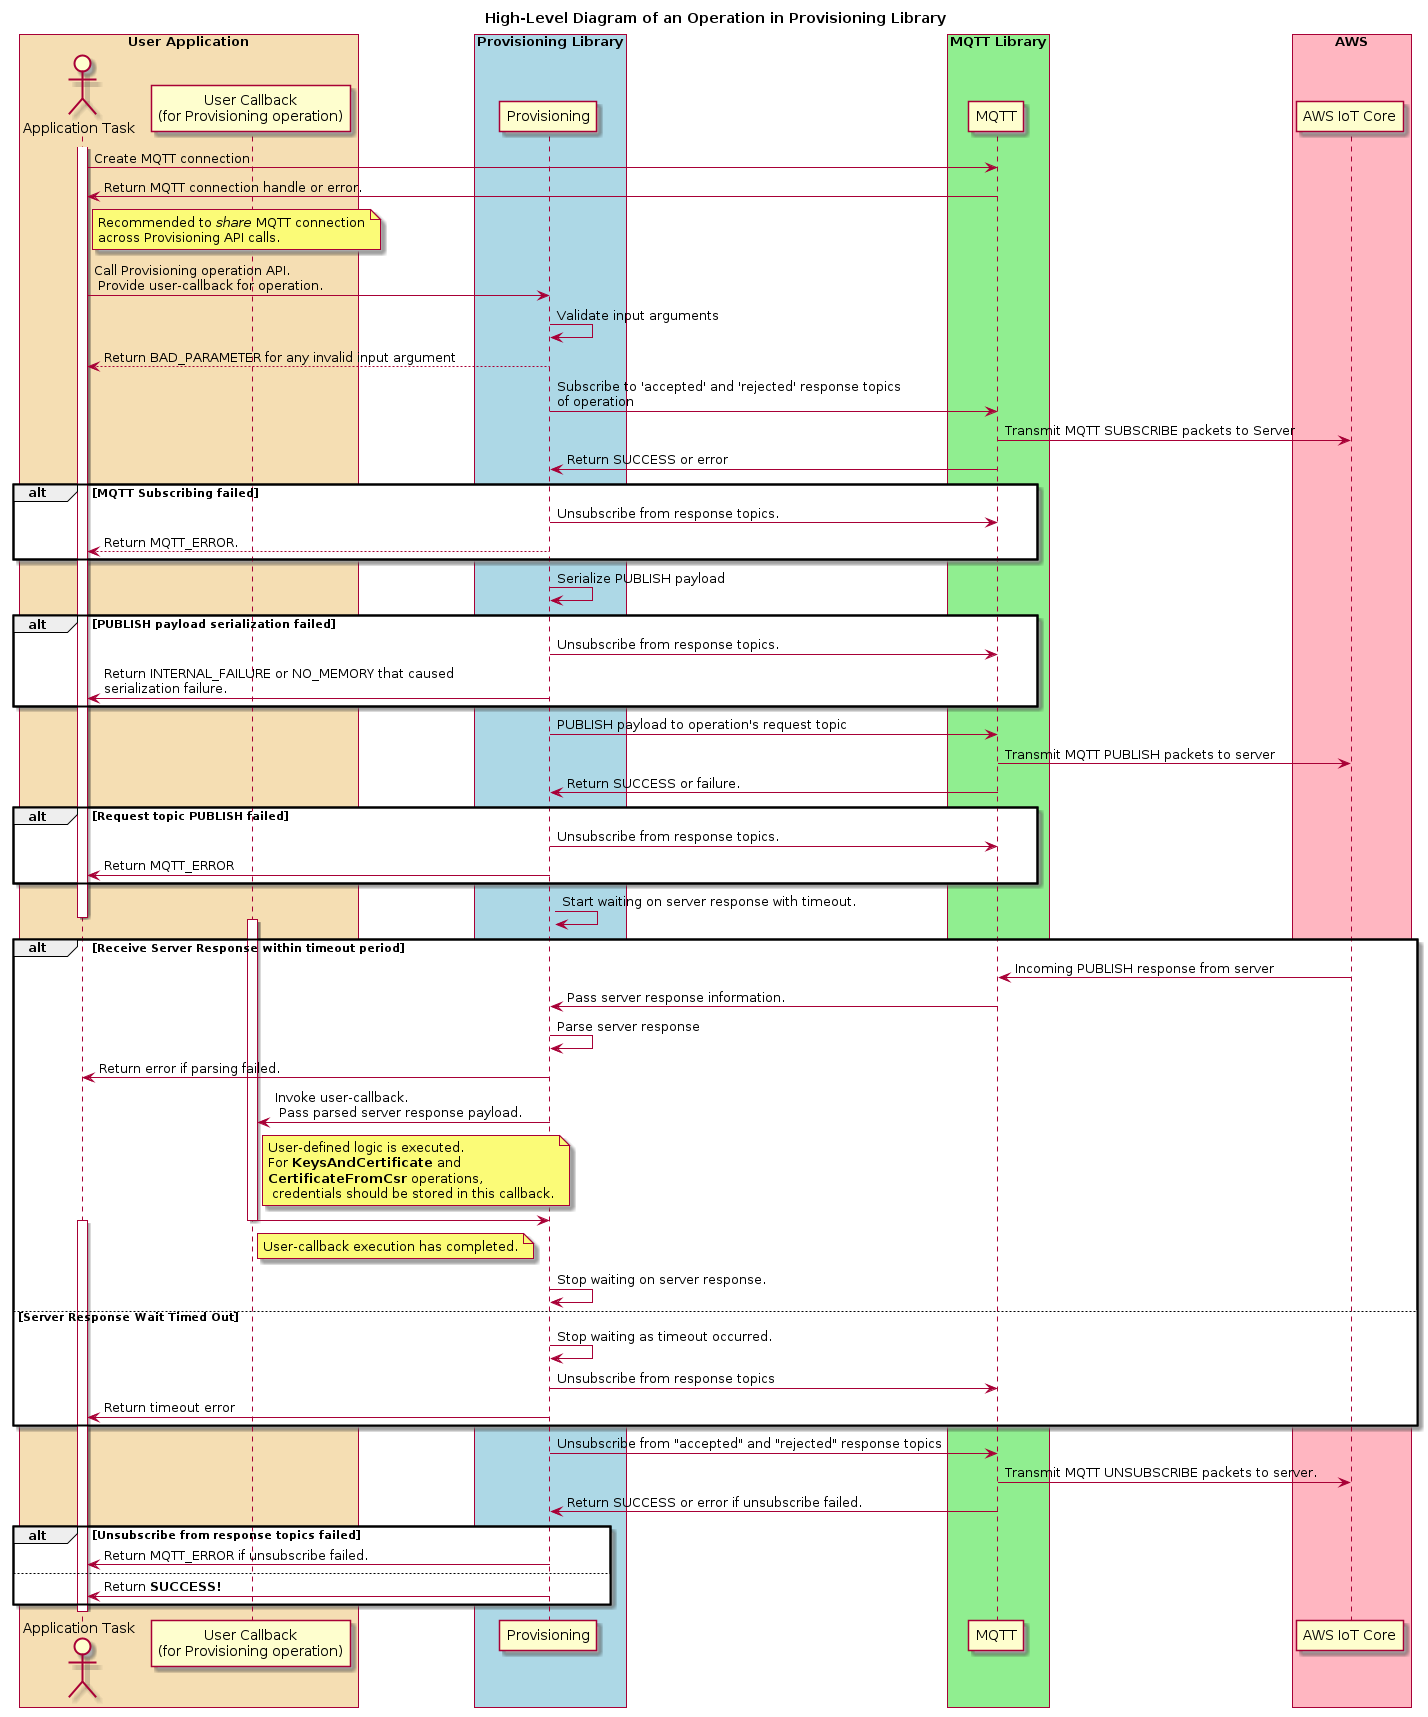 High-Level Diagram of an Operation in Provisioning Library
User Application
Provisioning Library
MQTT Library
AWS
Application Task
User Callback
(for Provisioning operation)
Provisioning
MQTT
AWS IoT Core
Create MQTT connection
Return MQTT connection handle or error.
Recommended to share MQTT connection
across Provisioning API calls.
Call Provisioning operation API.
Provide user-callback for operation.
Validate input arguments
Return BAD_PARAMETER for any invalid input argument
Subscribe to 'accepted' and 'rejected' response topics
of operation
Transmit MQTT SUBSCRIBE packets to Server
Return SUCCESS or error
alt [MQTT Subscribing failed]
Unsubscribe from response topics.
Return MQTT_ERROR.
Serialize PUBLISH payload
alt [PUBLISH payload serialization failed]
Unsubscribe from response topics.
Return INTERNAL_FAILURE or NO_MEMORY that caused
serialization failure.
PUBLISH payload to operation's request topic
Transmit MQTT PUBLISH packets to server
Return SUCCESS or failure.
alt [Request topic PUBLISH failed]
Unsubscribe from response topics.
Return MQTT_ERROR
Start waiting on server response with timeout.
alt [Receive Server Response within timeout period]
Incoming PUBLISH response from server
Pass server response information.
Parse server response
Return error if parsing failed.
Invoke user-callback.
Pass parsed server response payload.
User-defined logic is executed.
For KeysAndCertificate and
CertificateFromCsr operations,
credentials should be stored in this callback.
User-callback execution has completed.
Stop waiting on server response.
[Server Response Wait Timed Out]
Stop waiting as timeout occurred.
Unsubscribe from response topics
Return timeout error
Unsubscribe from "accepted" and "rejected" response topics
Transmit MQTT UNSUBSCRIBE packets to server.
Return SUCCESS or error if unsubscribe failed.
alt [Unsubscribe from response topics failed]
Return MQTT_ERROR if unsubscribe failed.
Return SUCCESS!
Application Task
User Callback
(for Provisioning operation)
Provisioning
MQTT
AWS IoT Core